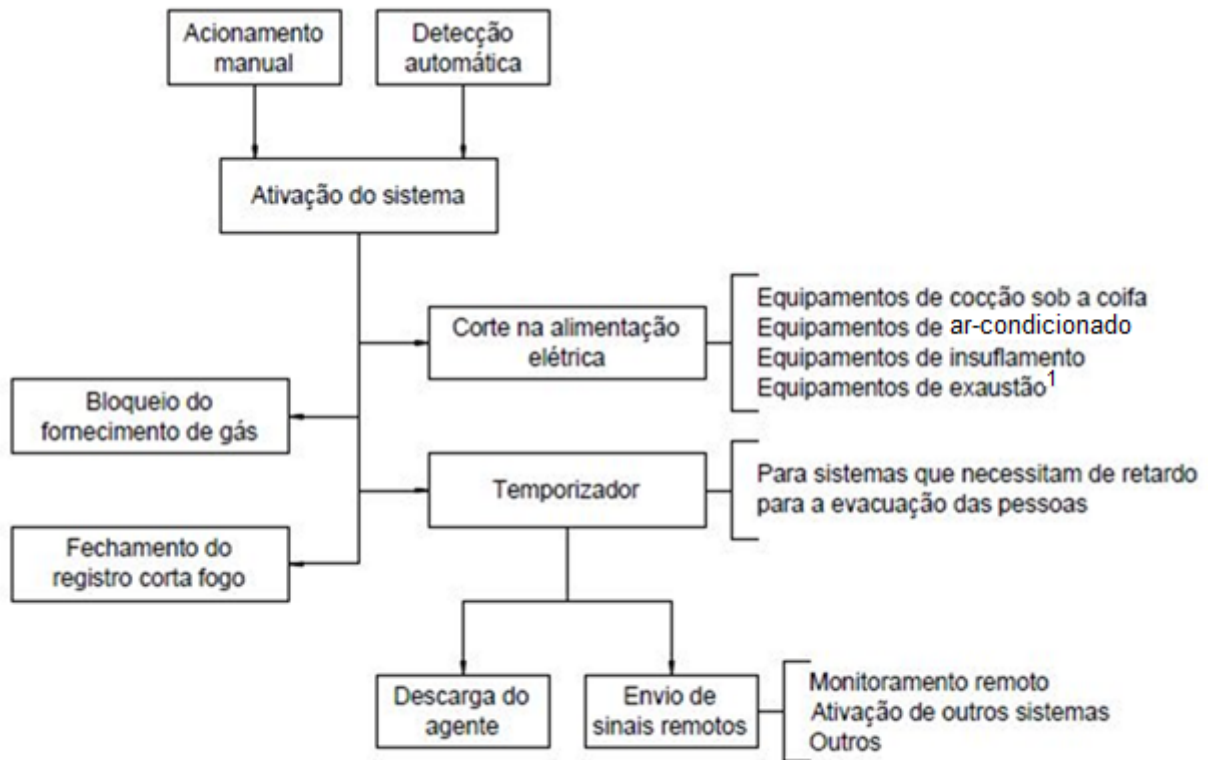 Acionamento
manual
Detecção
automática
Ativação do sistema
Corte na alimentação
elétrica
Equipamentos de cocção sob a coifa
Equipamentos de ar-condicionado
Equipamentos de insuflamento
Equipamentos de exaustão¹
Bloqueio do
fornecimento de gás
Temporizador
Para sistemas que necessitam de retardo
para a evacuação das pessoas
Fechamento do
registro corta fogo
Descarga do
agente
Envio de
sinais remotos
Monitoramento remoto
Ativação de outros sistemas
Outros